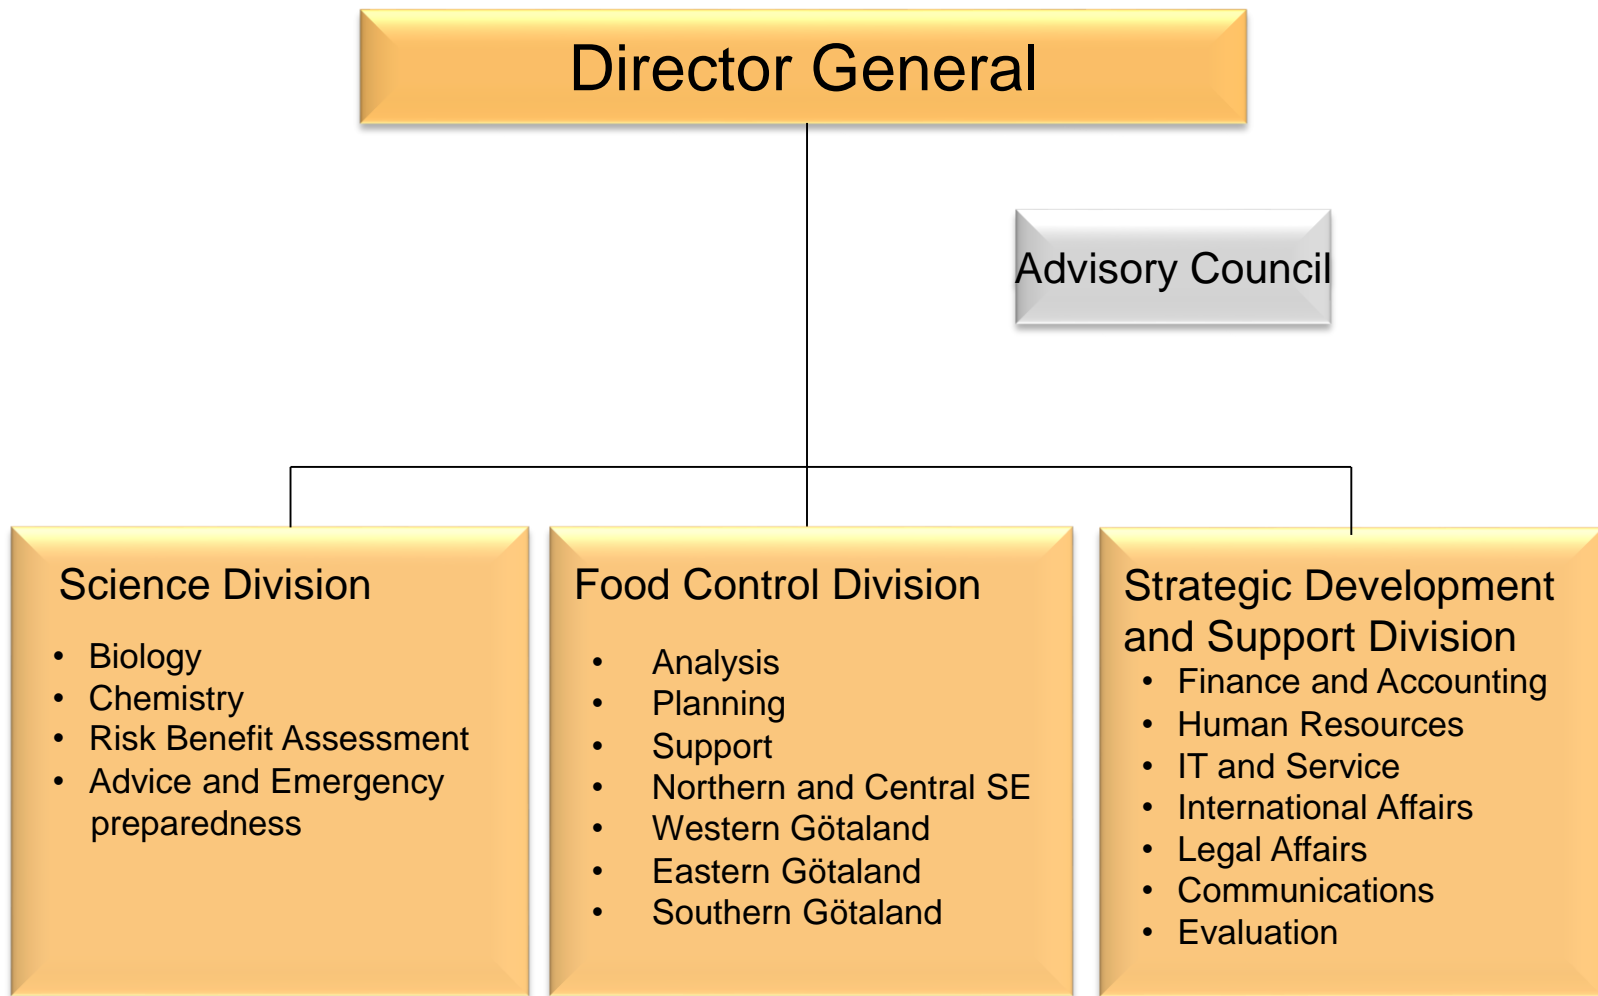 Director General
Advisory Council
Science Division
• Biology
• Chemistry
• Risk Benefit Assessment
• Advice and Emergency
preparedness
Food Control Division
• Analysis
• Planning
• Support
• Northern and Central SE
• Western Götaland
• Eastern Götaland
• Southern Götaland
Strategic Development
and Support Division
• Finance and Accounting
• Human Resources
• IT and Service
• International Affairs
• Legal Affairs
• Communications
• Evaluation